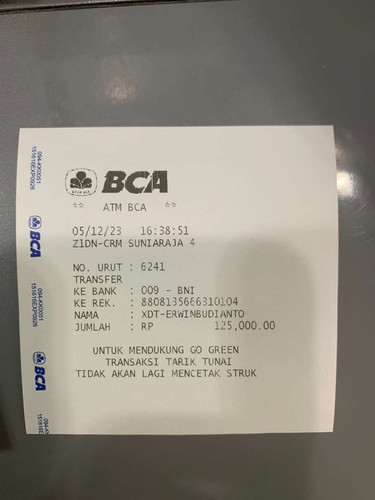 BCA
** ATM BCA **
05/12/23 16:38:51
Z1DN-CRM SUNIARAJA 4
NO. URUT : 6241
TRANSFER
KE BANK : 009 - BNI
KE REK. : 8808135666310104
NAMA : XDT-ERWINBUDIANTO
JUMLAH : RP 125,000.00
UNTUK MENDUKUNG GO GREEN
TRANSAKSI TARIK TUNAI
TIDAK AKAN LAGI MENCETAK STRUK
BCA
BCA